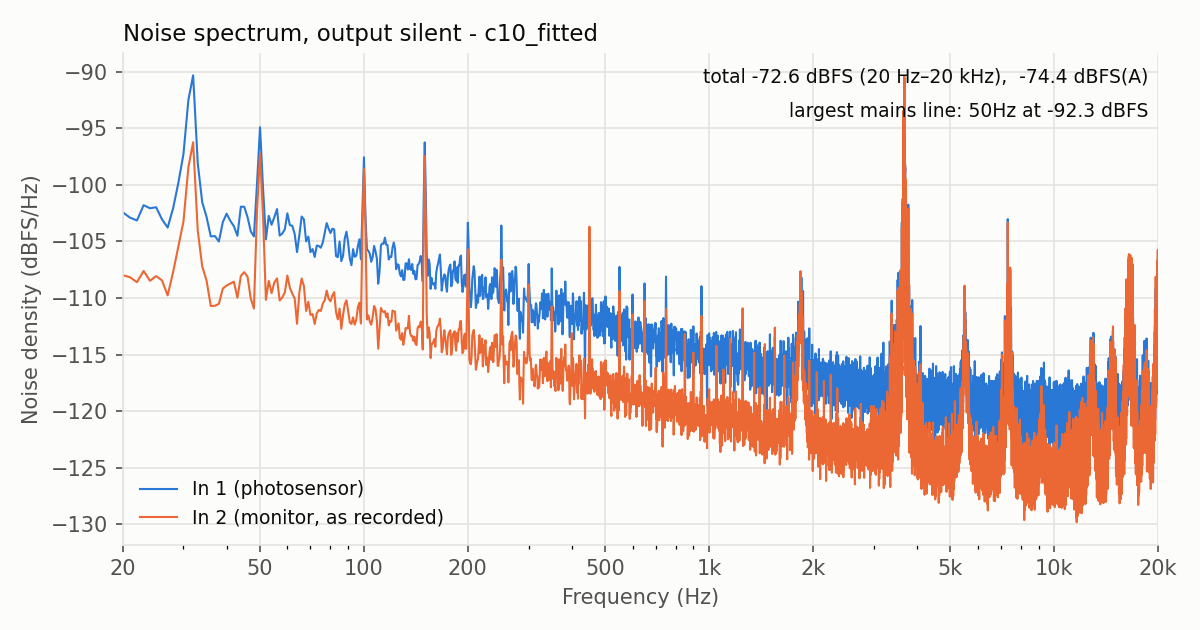 Noise spectrum, output silent - c10_fitted
total -72.6 dBFS (20 Hz–20 kHz),  -74.4 dBFS(A)
largest mains line: 50Hz at -92.3 dBFS
Noise density (dBFS/Hz)
−90
−95
−100
−105
−110
−115
−120
−125
−130
In 1 (photosensor)
In 2 (monitor, as recorded)
20 50 100 200 500 1k 2k 5k 10k 20k
Frequency (Hz)